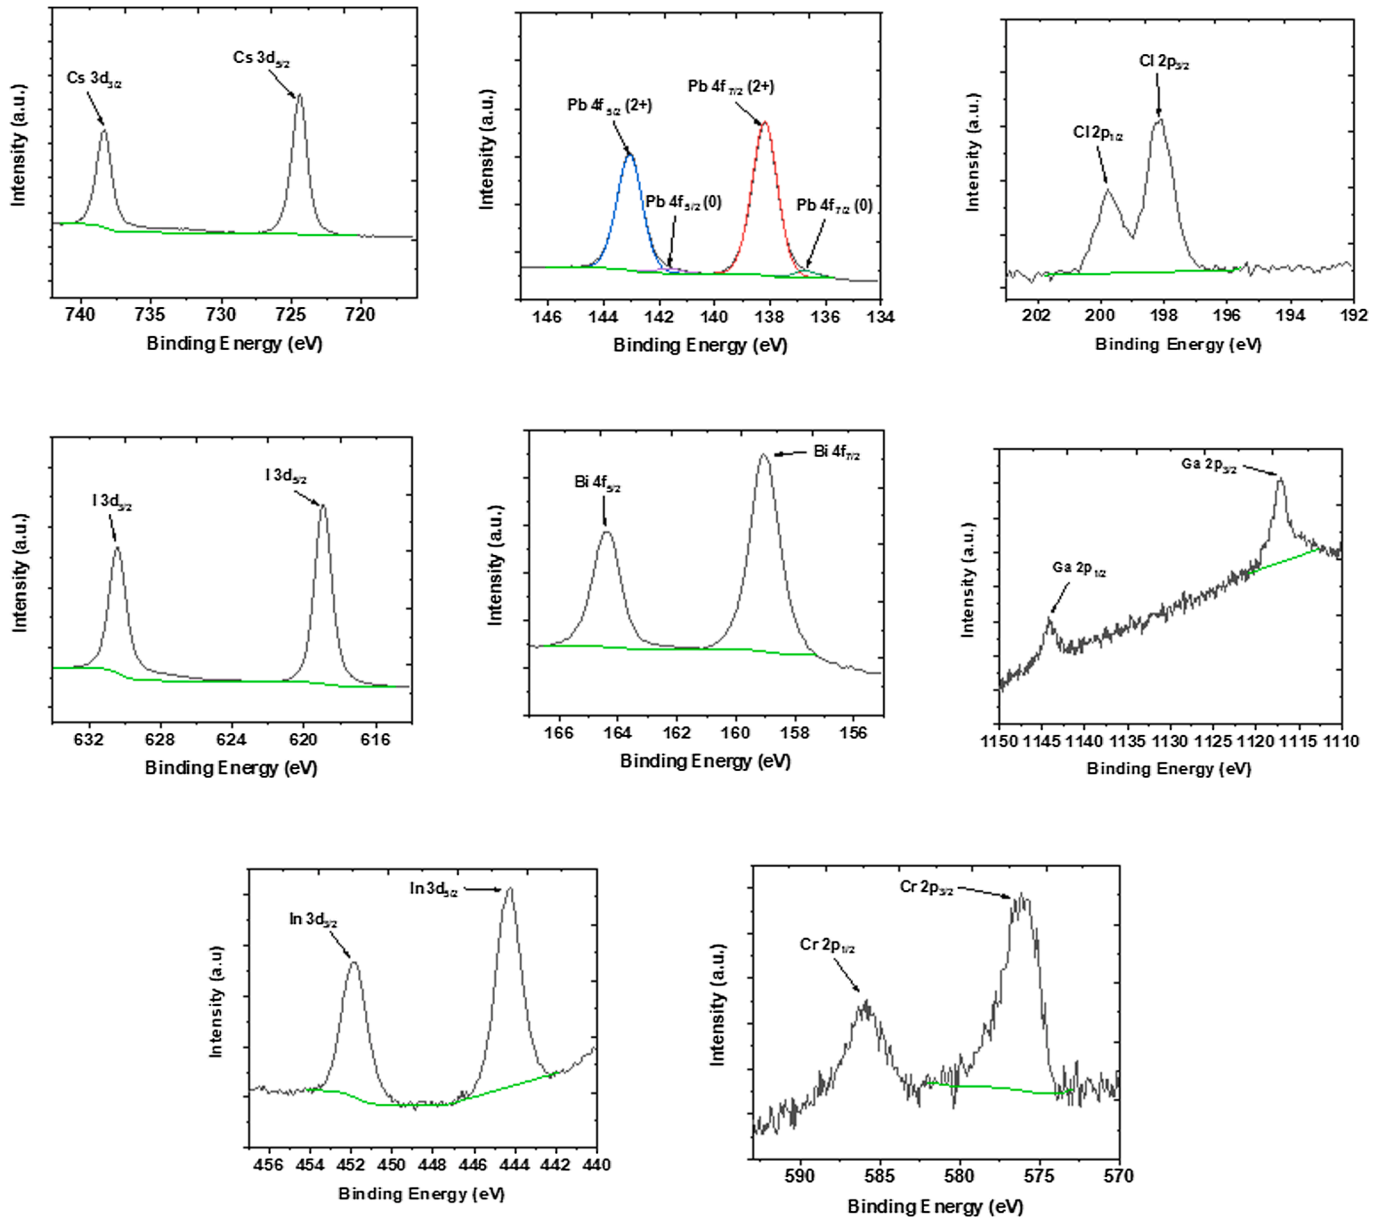 Cs 3d3/2
Cs 3d5/2
Intensity (a.u.)
740 735 730 725 720
Binding Energy (eV)
Pb 4f 5/2 (2+)
Pb 4f 7/2 (2+)
Pb 4f5/2 (0)
Pb 4f7/2 (0)
Intensity (a.u.)
146 144 142 140 138 136 134
Binding Energy (eV)
Cl 2p3/2
Cl 2p1/2
Intensity (a.u.)
202 200 198 196 194 192
Binding Energy (eV)
I 3d3/2
I 3d5/2
Intensity (a.u.)
632 628 624 620 616
Binding Energy (eV)
Bi 4f5/2
Bi 4f7/2
Intensity (a.u.)
166 164 162 160 158 156
Binding Energy (eV)
Ga 2p3/2
Ga 2p1/2
Intensity (a.u.)
1150 1145 1140 1135 1130 1125 1120 1115 1110
Binding Energy (eV)
In 3d5/2
In 3d3/2
Intensity (a.u)
456 454 452 450 448 446 444 442 440
Binding Energy (eV)
Cr 2p3/2
Cr 2p1/2
Intensity (a.u.)
590 585 580 575 570
Binding Energy (eV)